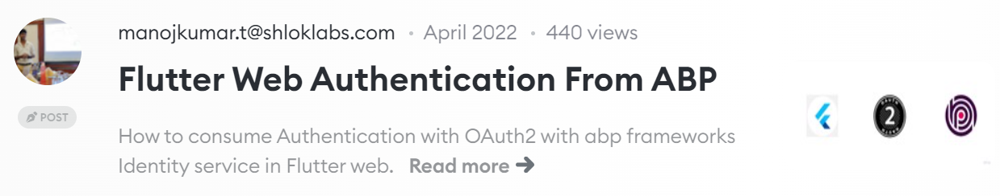 manojkumar.t@shloklabs.com • April 2022 • 440 views
Flutter Web Authentication From ABP
POST
How to consume Authentication with OAuth2 with abp frameworks
Identity service in Flutter web. Read more →
2